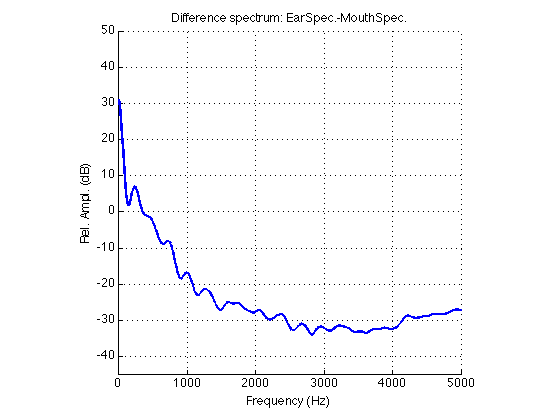 Difference spectrum: EarSpec.-MouthSpec.
50
40
30
20
10
0
-10
-20
-30
-40
Rel. Ampl. (dB)
0 1000 2000 3000 4000 5000
Frequency (Hz)